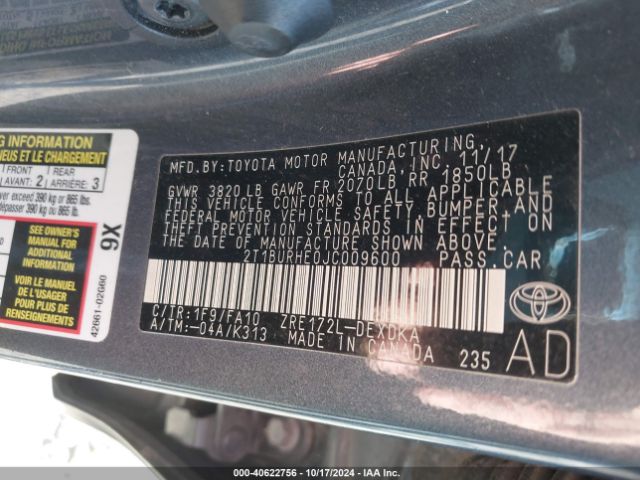 MFD.BY:TOYOTA MOTOR MANUFACTURING,
CANADA, INC. 11/17
GVWR 3820LB GAWR FR 2070LB RR 1850LB
THIS VEHICLE CONFORMS TO ALL APPLICABLE
FEDERAL MOTOR VEHICLE SAFETY, BUMPER AND
THEFT PREVENTION STANDARDS IN EFFECT ON
THE DATE OF MANUFACTURE SHOWN ABOVE.
2T1BURHE0JC009600 PASS.CAR
C/TR:1F9/FA10 ZRE172L-DEXDKA
A/TM:-04A/K313 MADE IN CANADA 235
AD
TOYOTA
G INFORMATION
NEUS ET LE CHARGEMENT
FRONT REAR
AVANT: 2 ARRIÈRE: 3
er exceed 390 kg or 865 lbs.
dépasser 390 kg ou 865 lb.
SEE OWNER'S
MANUAL FOR
ADDITIONAL
INFORMATION
VOIR LE MANUEL
DE L'USAGER
POUR PLUS DE
RENSEIGNEMENTS
9X
42661-02G60
000-40622756 - 10/17/2024 - IAA Inc.